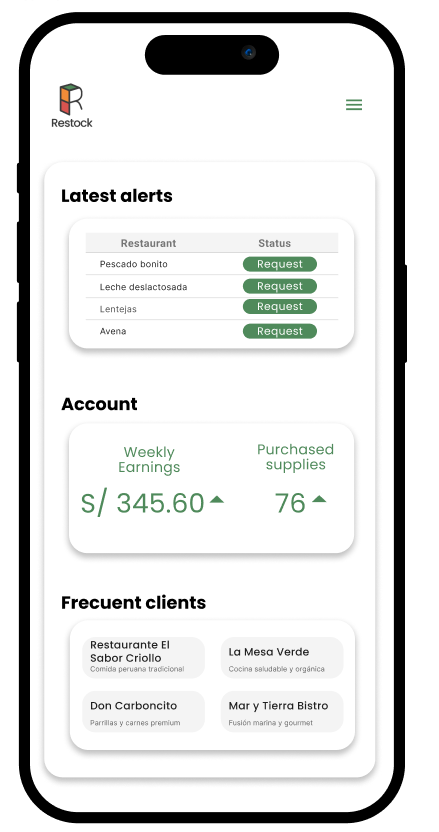 Restock
Latest alerts
Restaurant Status
Pescado bonito Request
Leche deslactosada Request
Lentejas Request
Avena Request
Account
Weekly
Earnings
Purchased
supplies
S/ 345.60
76
Frecuent clients
Restaurante El
Sabor Criollo
Comida peruana tradicional
La Mesa Verde
Cocina saludable y orgánica
Don Carboncito
Parrillas y carnes premium
Mar y Tierra Bistro
Fusión marina y gourmet